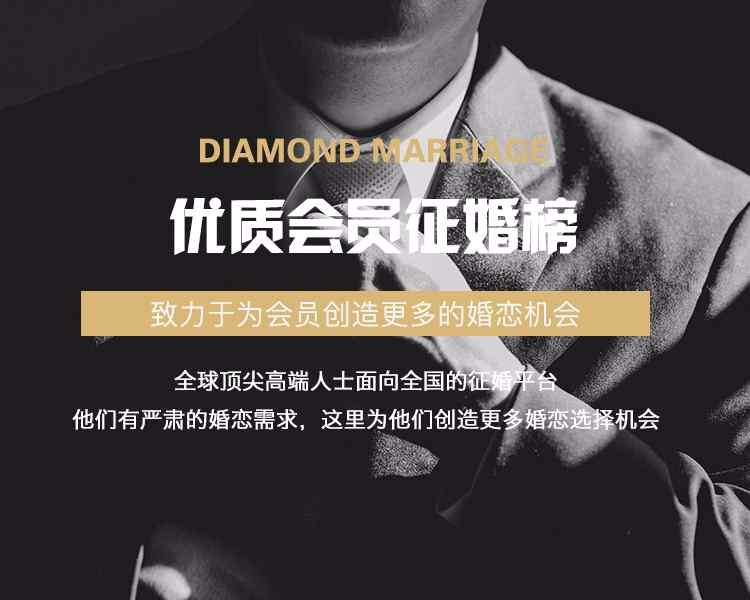 DIAMOND MARRIAGE
优质会员征婚榜
致力于为会员创造更多的婚恋机会
全球顶尖高端人士面向全国的征婚平台
他们有严肃的婚恋需求，这里为他们创造更多婚恋选择机会